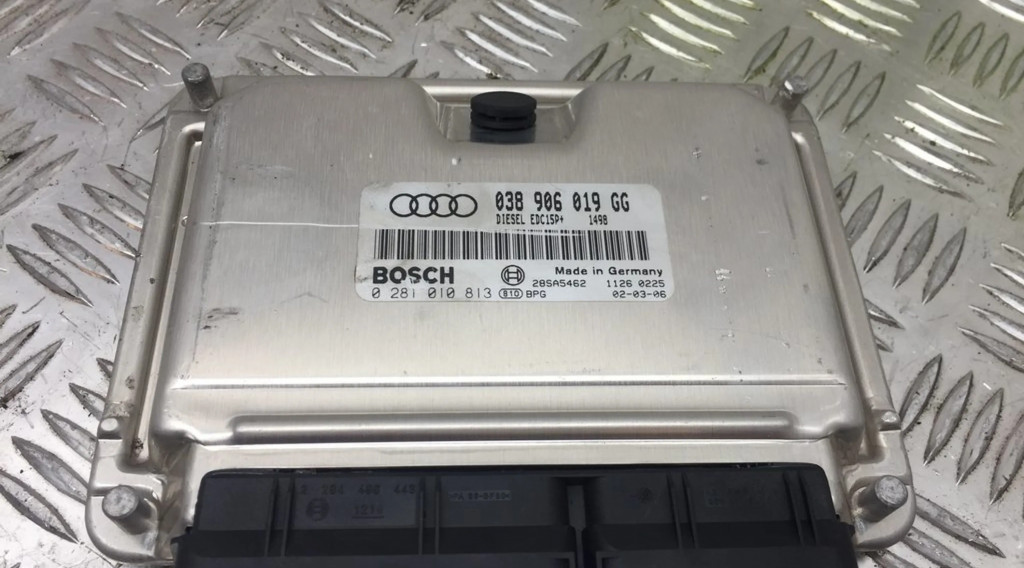 038 906 019 GG
DIESEL EDC15P+ 1498
BOSCH Made in Germany
28SA5462 1126 0225
0 281 010 813 810 BPG 02-03-06